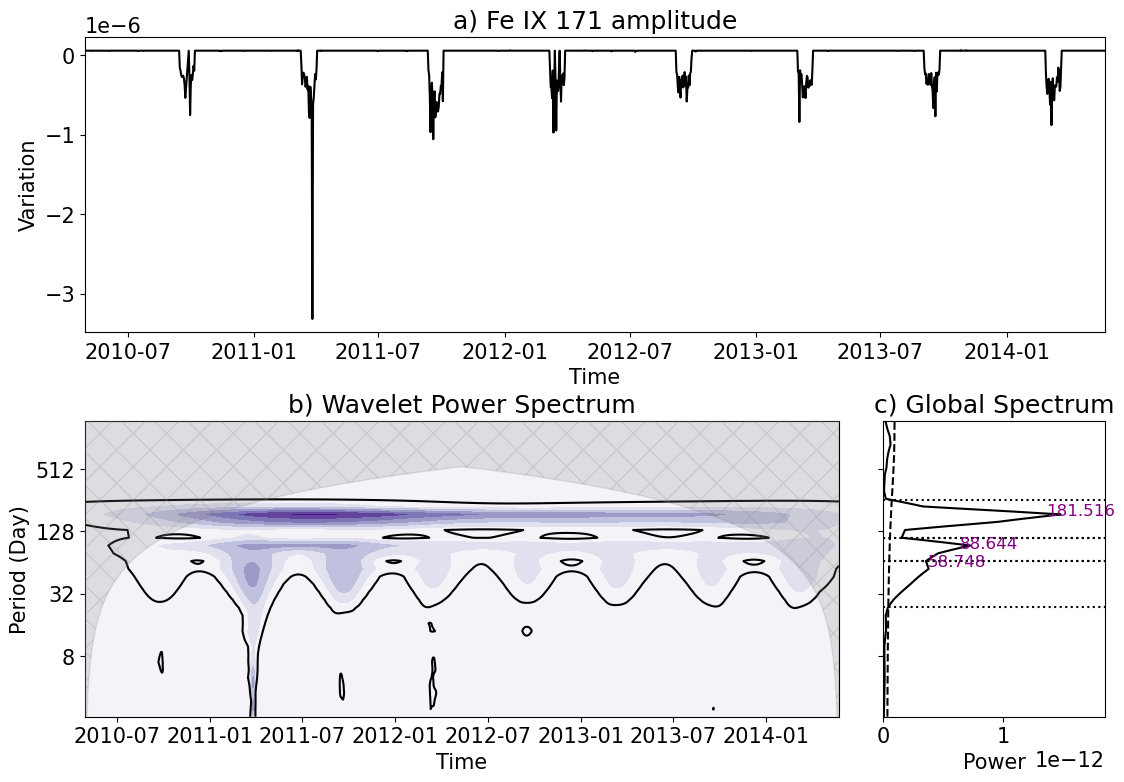 a) Fe IX 171 amplitude
1e−6
0
−1
−2
−3
Variation
2010-07 2011-01 2011-07 2012-01 2012-07 2013-01 2013-07 2014-01
Time
b) Wavelet Power Spectrum
c) Global Spectrum
512
128
32
8
Period (Day)
181.516
88.644
58.748
2010-07 2011-01 2011-07 2012-01 2012-07 2013-01 2013-07 2014-01
Time
0 1
Power 1e−12